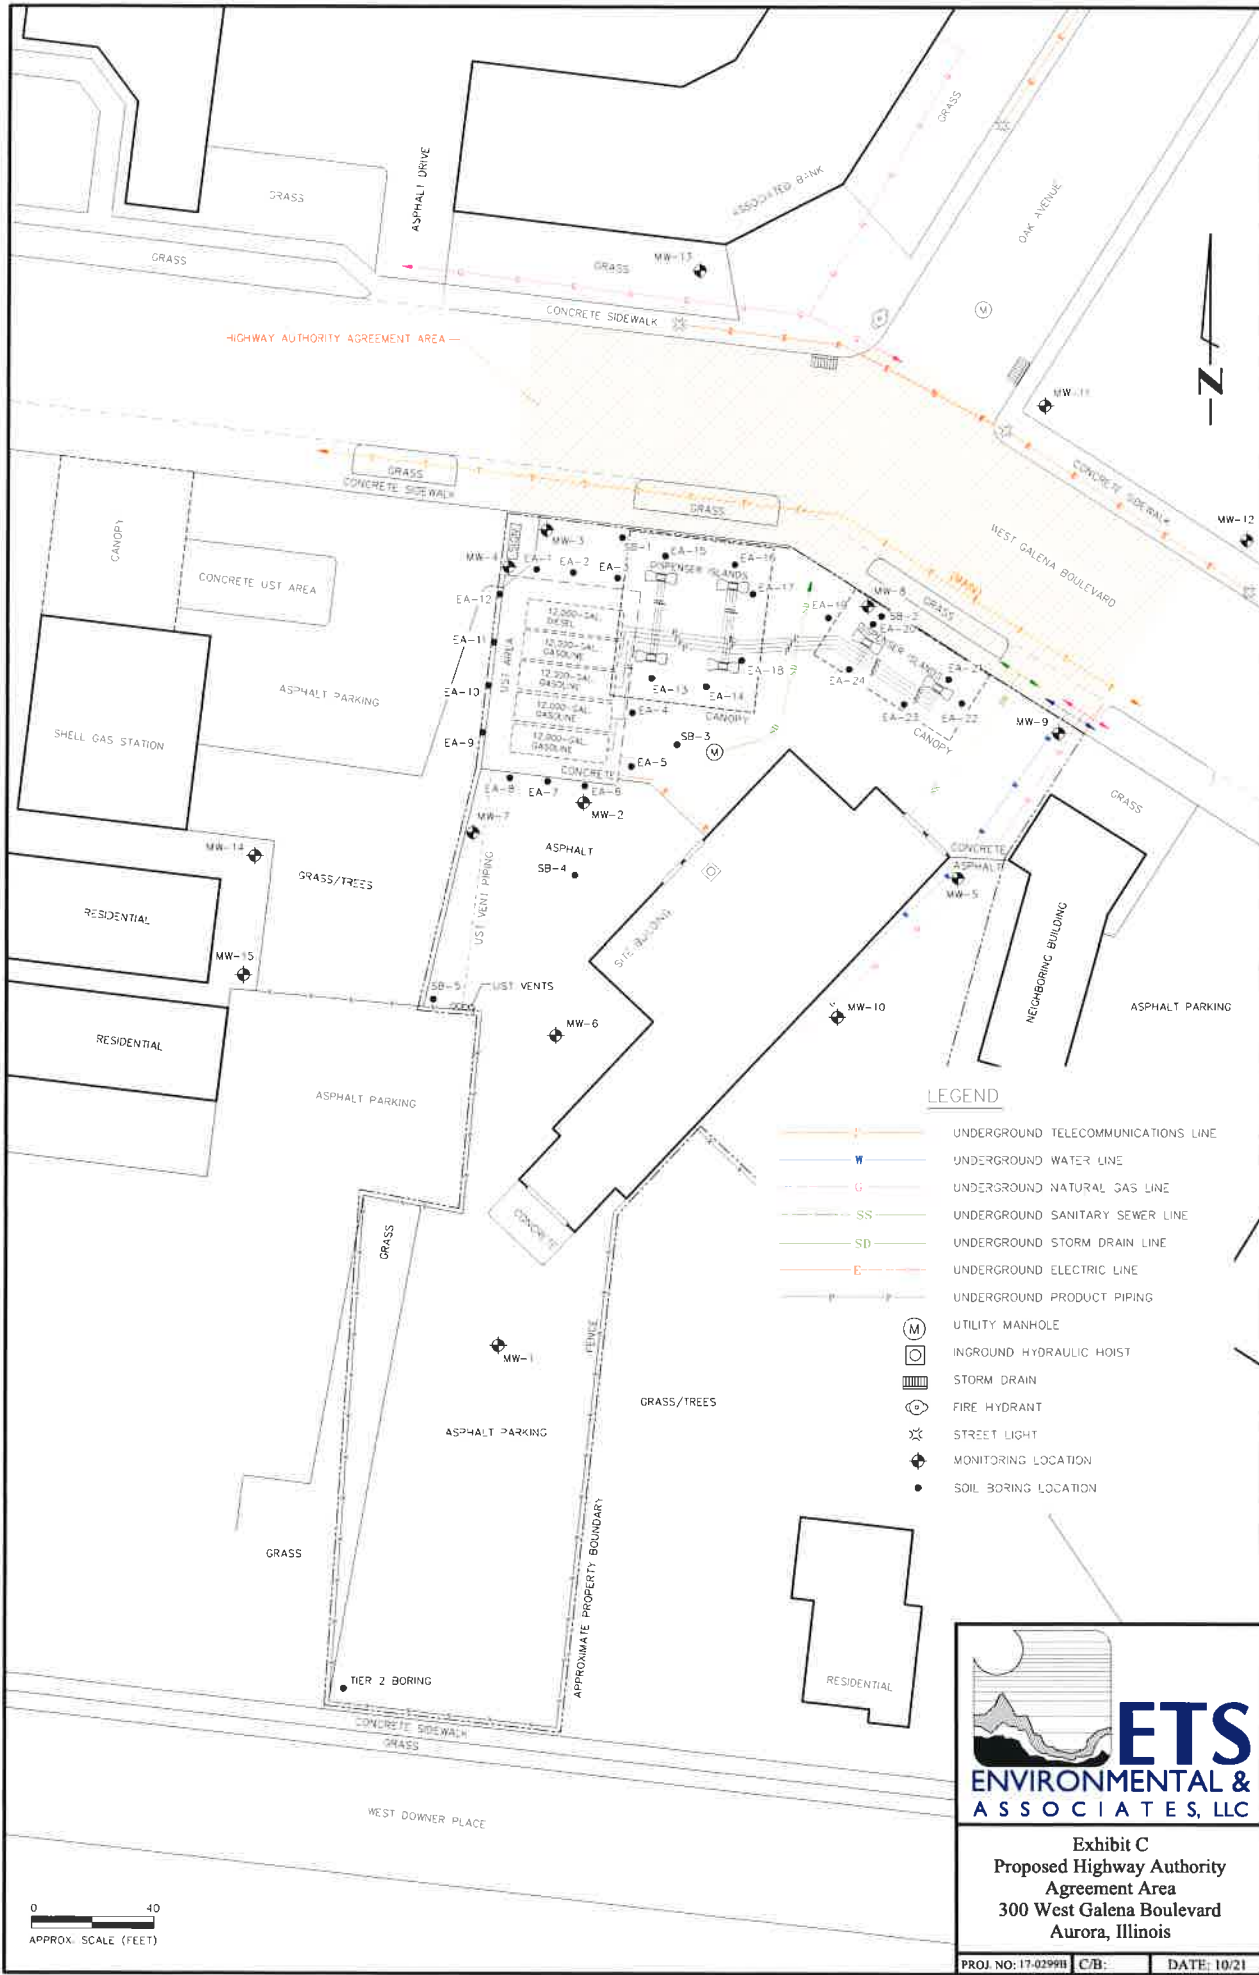 GRASS
ASPHALT DRIVE
GRASS
ASSOCIATED BANK
GRASS
OAK AVENUE
GRASS
MW-13
CONCRETE SIDEWALK
M
HIGHWAY AUTHORITY AGREEMENT AREA
N
MW-11
GRASS
CONCRETE SIDEWALK
GRASS
CONCRETE SIDEWALK
MW-12
WEST GALENA BOULEVARD
(MAN)
GRASS
CANOPY
CONCRETE UST AREA
SIGN
MW-3
MW-4
EA-1
EA-2
EA-3
SB-1
EA-15
EA-16
DISPENSER ISLANDS
EA-17
EA-12
EA-11
EA-10
EA-9
UST AREA
12,000-GAL.
DIESEL
12,000-GAL.
GASOLINE
12,000-GAL.
GASOLINE
12,000-GAL.
GASOLINE
12,000-GAL.
GASOLINE
EA-18
EA-13
EA-14
CANOPY
EA-4
SB-3
M
EA-5
EA-19
MW-8
SB-2
EA-20
DISPENSER ISLANDS
EA-21
EA-24
EA-23
EA-22
CANOPY
MW-9
ASPHALT PARKING
SHELL GAS STATION
CONCRETE
EA-8
EA-7
EA-6
MW-2
MW-7
ASPHALT
SB-4
UST VENT PIPING
MW-14
GRASS/TREES
RESIDENTIAL
MW-15
RESIDENTIAL
SB-5
UST VENTS
MW-6
SITE BUILDING
MW-10
GRASS
CONCRETE
ASPHALT
MW-5
NEIGHBORING BUILDING
ASPHALT PARKING
ASPHALT PARKING
CONCRETE
GRASS
MW-1
FENCE
ASPHALT PARKING
GRASS/TREES
GRASS
APPROXIMATE PROPERTY BOUNDARY
TIER 2 BORING
CONCRETE SIDEWALK
GRASS
WEST DOWNER PLACE
RESIDENTIAL
LEGEND
UNDERGROUND TELECOMMUNICATIONS LINE
W UNDERGROUND WATER LINE
G UNDERGROUND NATURAL GAS LINE
SS UNDERGROUND SANITARY SEWER LINE
SD UNDERGROUND STORM DRAIN LINE
E UNDERGROUND ELECTRIC LINE
P P UNDERGROUND PRODUCT PIPING
M UTILITY MANHOLE
INGROUND HYDRAULIC HOIST
STORM DRAIN
FIRE HYDRANT
STREET LIGHT
MONITORING LOCATION
SOIL BORING LOCATION
0 40
APPROX. SCALE (FEET)
ETS
ENVIRONMENTAL &
ASSOCIATES, LLC
Exhibit C
Proposed Highway Authority
Agreement Area
300 West Galena Boulevard
Aurora, Illinois
PROJ. NO: 17-0299B C/B: DATE: 10/21